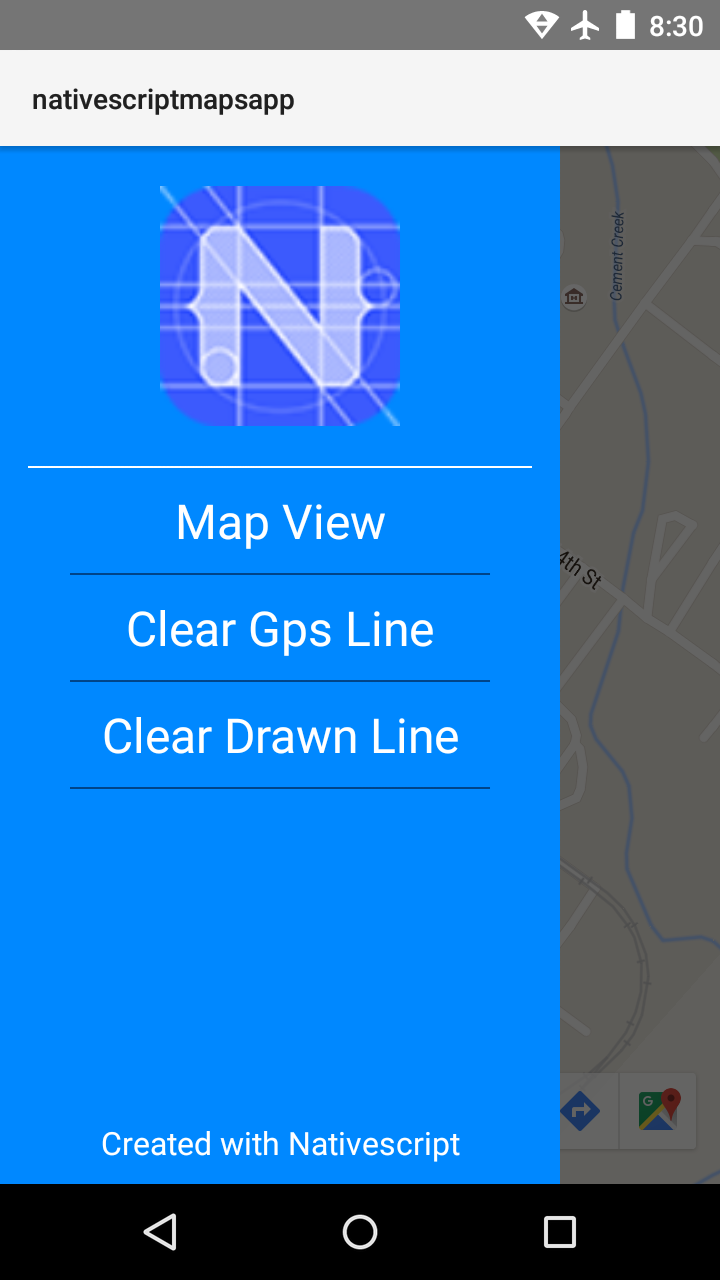 8:30
nativescriptmapsapp
N
Cement Creek
4th St
Map View
Clear Gps Line
Clear Drawn Line
G
Created with Nativescript